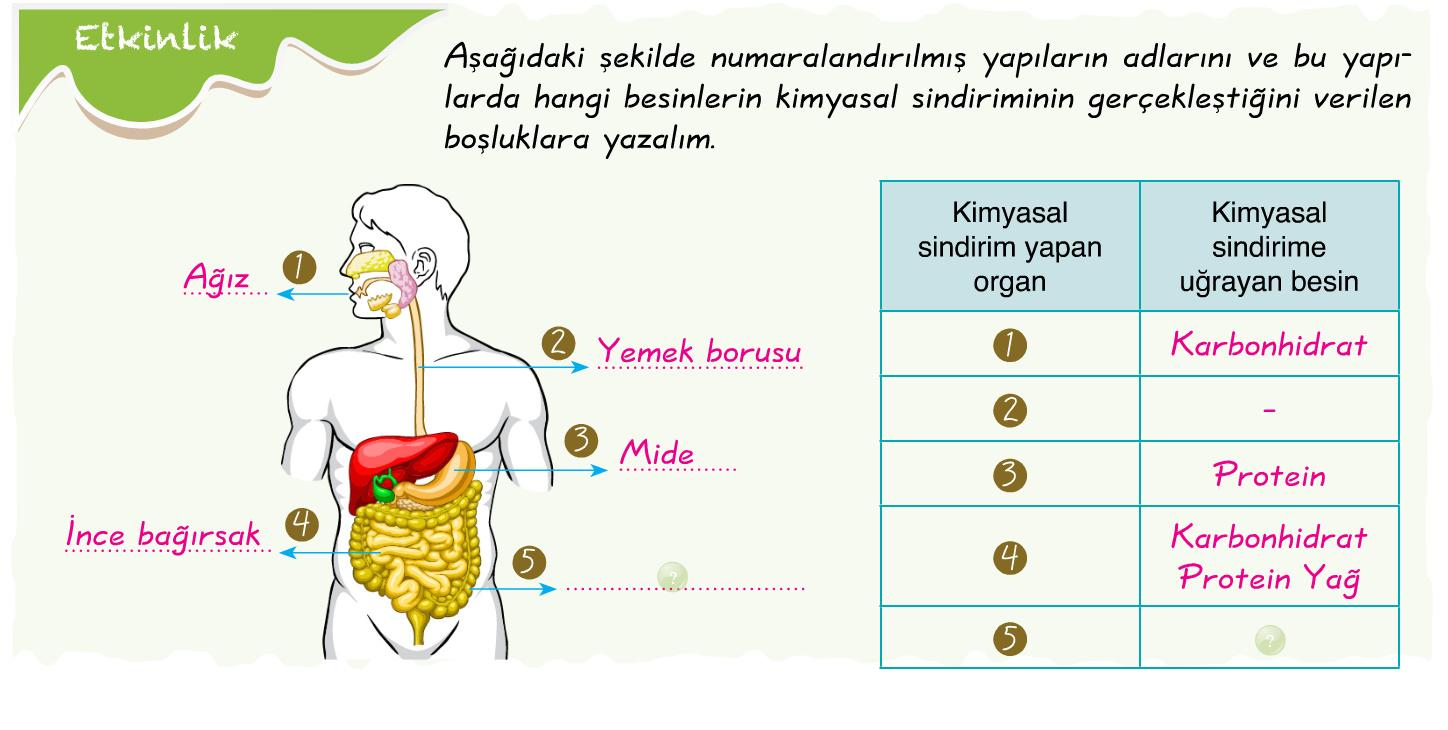 Etkinlik
Aşağıdaki şekilde numaralandırılmış yapıların adlarını ve bu yapı-
larda hangi besinlerin kimyasal sindiriminin gerçekleştiğini verilen
boşluklara yazalım.
1
Ağız
2
Yemek borusu
3
Mide
4
İnce bağırsak
5
?
Kimyasal
sindirim yapan
organ
Kimyasal
sindirime
uğrayan besin
1
Karbonhidrat
2
-
3
Protein
4
Karbonhidrat
Protein Yağ
5
?